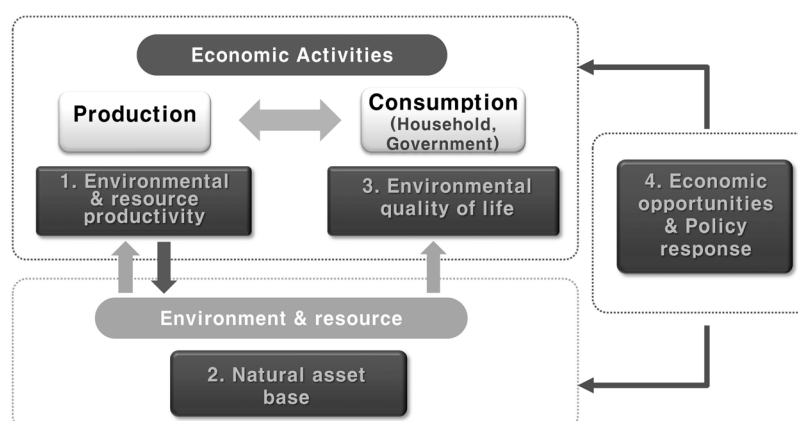 Economic Activities
Production
Consumption
(Household,
Government)
1. Environmental
& resource
productivity
3. Environmental
quality of life
4. Economic
opportunities
& Policy
response
Environment & resource
2. Natural asset
base